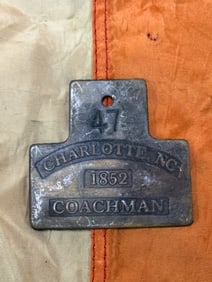 47
CHARLOTTE, NC
1852
COACHMAN